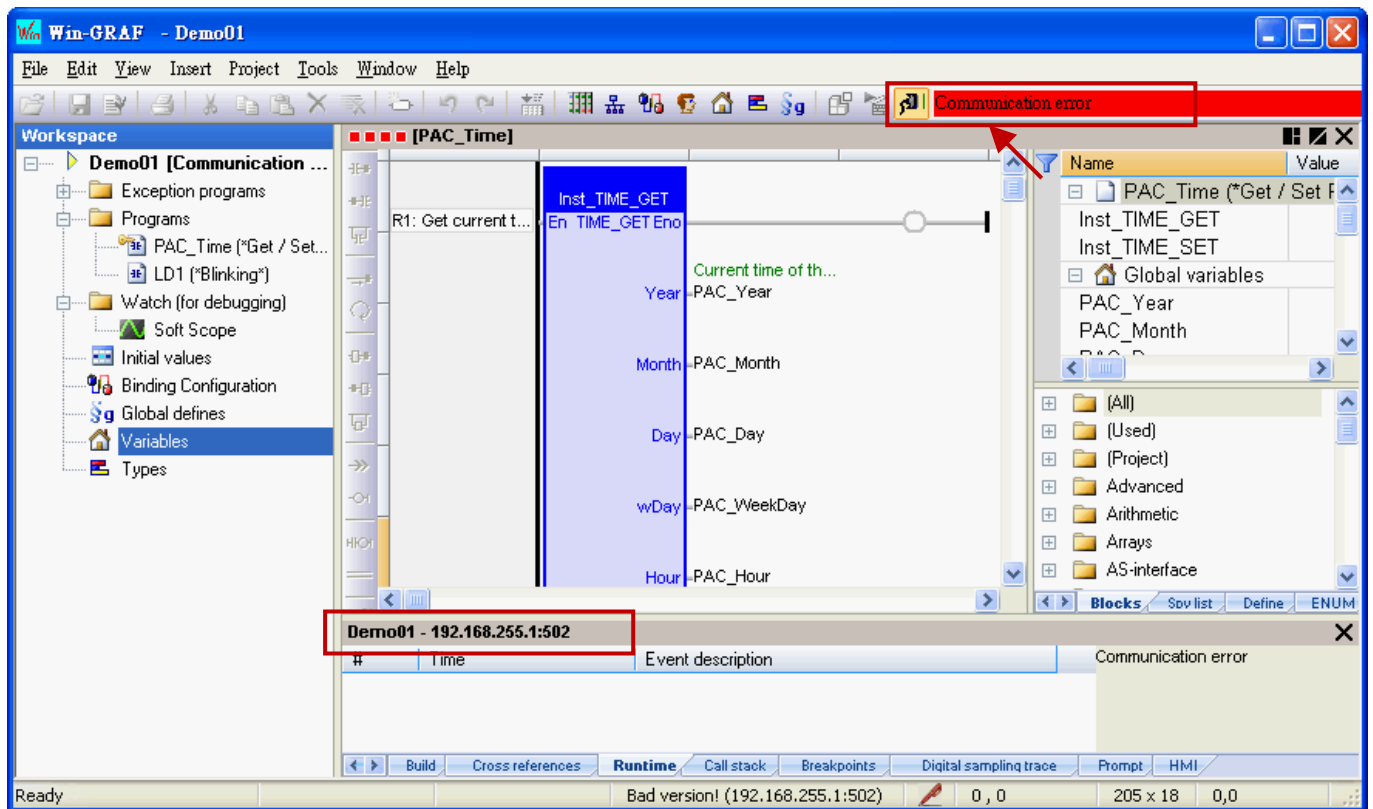 Win-GRAF - Demo01
File Edit View Insert Project Tools Window Help
Communication error
Workspace
Demo01 [Communication ...
Exception programs
Programs
PAC_Time (*Get / Set...
LD1 (*Blinking*)
Watch (for debugging)
Soft Scope
Initial values
Binding Configuration
Global defines
Variables
Types
[PAC_Time]
R1: Get current t...
Inst_TIME_GET
En TIME_GET Eno
Current time of th...
Year PAC_Year
Month PAC_Month
Day PAC_Day
wDay PAC_WeekDay
Hour PAC_Hour
Name Value
PAC_Time (*Get / Set
Inst_TIME_GET
Inst_TIME_SET
Global variables
PAC_Year
PAC_Month
(All)
(Used)
(Project)
Advanced
Arithmetic
Arrays
AS-interface
Blocks Spy list Define ENUM
Demo01 - 192.168.255.1:502
# Time Event description
Communication error
Build Cross references Runtime Call stack Breakpoints Digital sampling trace Prompt HMI
Ready Bad version! (192.168.255.1:502) 0 , 0 205 x 18 0,0